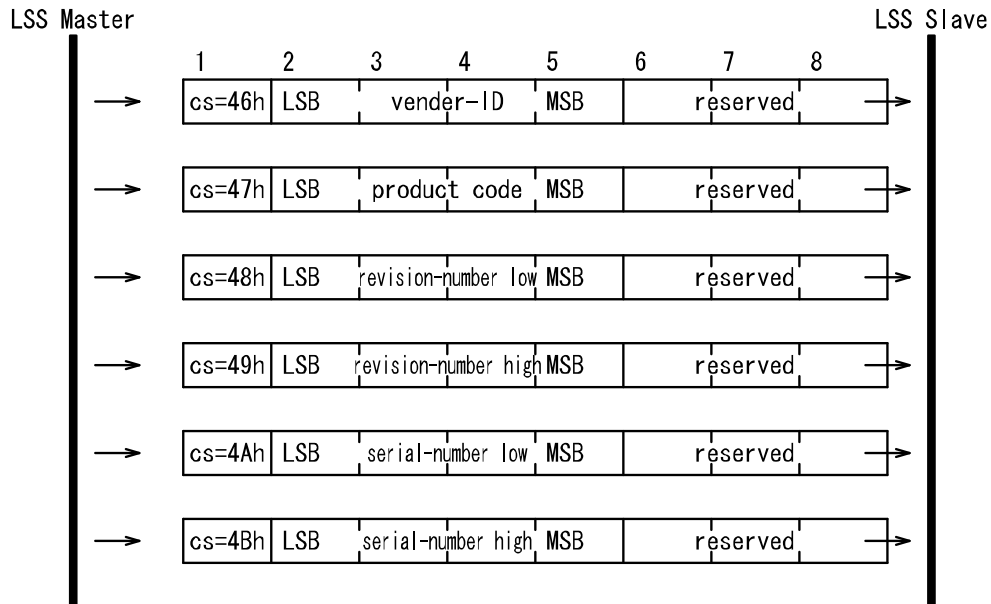 LSS Master LSS Slave
1 2 3 4 5 6 7 8
cs=46h LSB vender-ID MSB reserved
cs=47h LSB product code MSB reserved
cs=48h LSB revision-number low MSB reserved
cs=49h LSB revision-number high MSB reserved
cs=4Ah LSB serial-number low MSB reserved
cs=4Bh LSB serial-number high MSB reserved